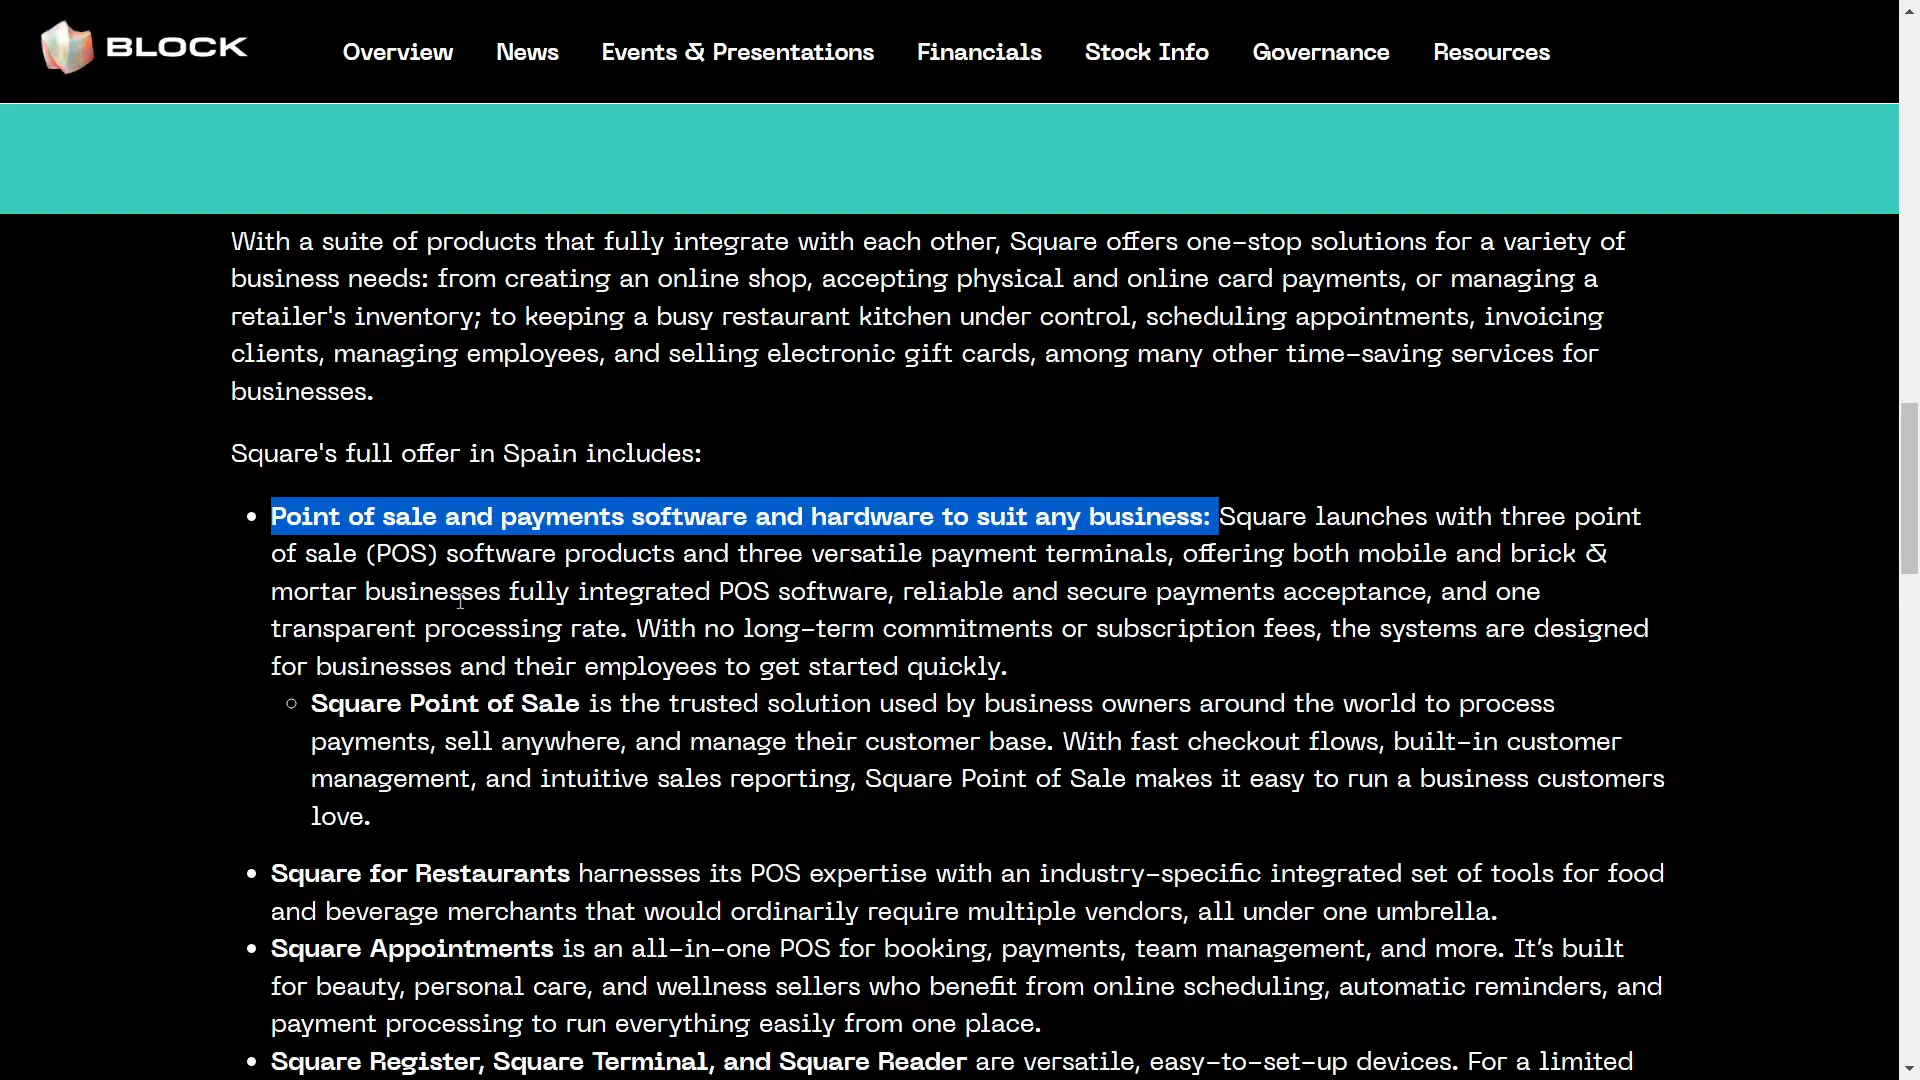 BLOCK
Overview News Events & Presentations Financials Stock Info Governance Resources
With a suite of products that fully integrate with each other, Square offers one-stop solutions for a variety of
business needs: from creating an online shop, accepting physical and online card payments, or managing a
retailer's inventory; to keeping a busy restaurant kitchen under control, scheduling appointments, invoicing
clients, managing employees, and selling electronic gift cards, among many other time-saving services for
businesses.
Square's full offer in Spain includes:
• Point of sale and payments software and hardware to suit any business: Square launches with three point
of sale (POS) software products and three versatile payment terminals, offering both mobile and brick &
mortar businesses fully integrated POS software, reliable and secure payments acceptance, and one
transparent processing rate. With no long-term commitments or subscription fees, the systems are designed
for businesses and their employees to get started quickly.
◦ Square Point of Sale is the trusted solution used by business owners around the world to process
payments, sell anywhere, and manage their customer base. With fast checkout flows, built-in customer
management, and intuitive sales reporting, Square Point of Sale makes it easy to run a business customers
love.
• Square for Restaurants harnesses its POS expertise with an industry-specific integrated set of tools for food
and beverage merchants that would ordinarily require multiple vendors, all under one umbrella.
• Square Appointments is an all-in-one POS for booking, payments, team management, and more. It’s built
for beauty, personal care, and wellness sellers who benefit from online scheduling, automatic reminders, and
payment processing to run everything easily from one place.
• Square Register, Square Terminal, and Square Reader are versatile, easy-to-set-up devices. For a limited